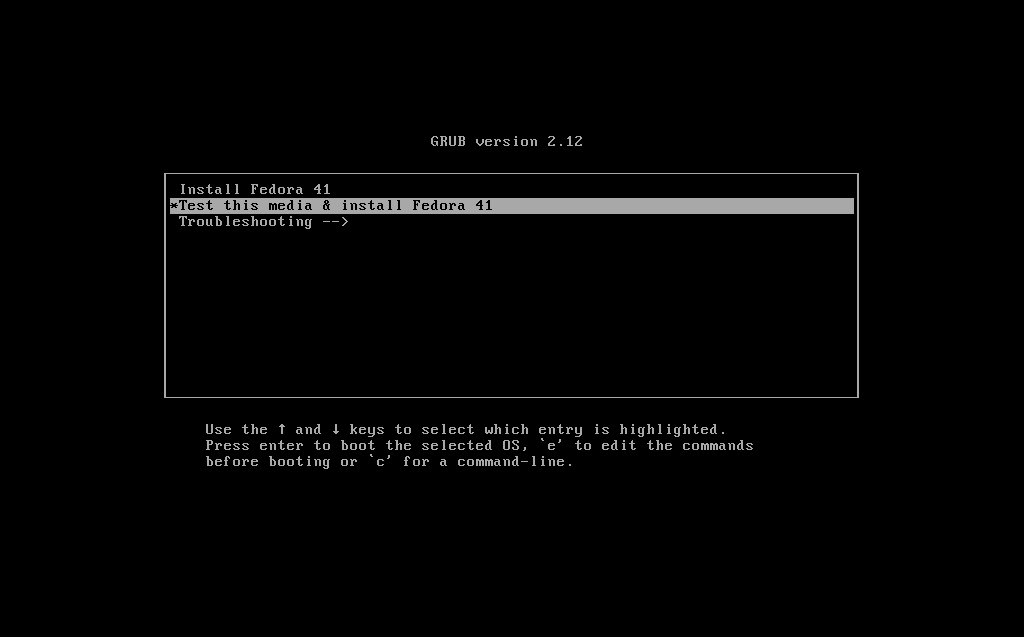 GRUB version 2.12
Install Fedora 41
*Test this media & install Fedora 41
Troubleshooting -->
Use the ↑ and ↓ keys to select which entry is highlighted.
Press enter to boot the selected OS, `e' to edit the commands
before booting or `c' for a command-line.